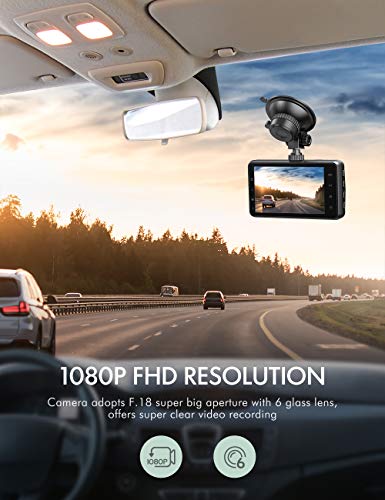 1080P FHD RESOLUTION
Camera adopts F.18 super big aperture with 6 glass lens,
offers super clear video recording
1080P
6